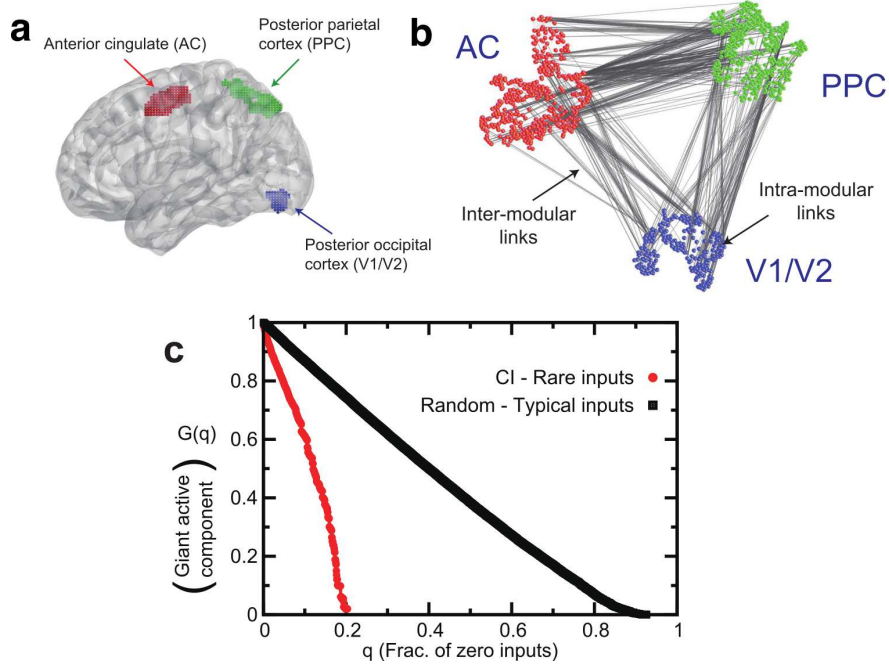 a
Anterior cingulate (AC)
Posterior parietal
cortex (PPC)
Posterior occipital
cortex (V1/V2)
b
AC
PPC
Inter-modular
links
Intra-modular
links
V1/V2
c
1
0.8
0.6
0.4
0.2
0
G(q)
(Giant active
component)
CI - Rare inputs
Random - Typical inputs
0
0.2
0.4
0.6
0.8
1
q (Frac. of zero inputs)